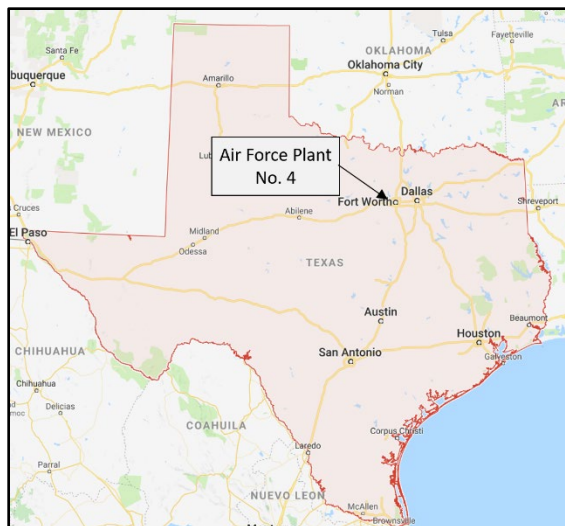 Tulsa
Fayetteville
Santa Fe
OKLAHOMA
Oklahoma City
buquerque
Amarillo
Norman
AR
NEW MEXICO
Lub
Air Force Plant
No. 4
Dallas
Fort Worth
Shreveport
Cruces
Abilene
El Paso
Midland
Odessa
TEXAS
Austin
Beaumont
Houston
CHIHUAHUA
San Antonio
Galveston
Chihuahua
Delicias
COAHUILA
Corpus Christi
Laredo
Parral
NUEVO LEON
McAllen
Brownsville